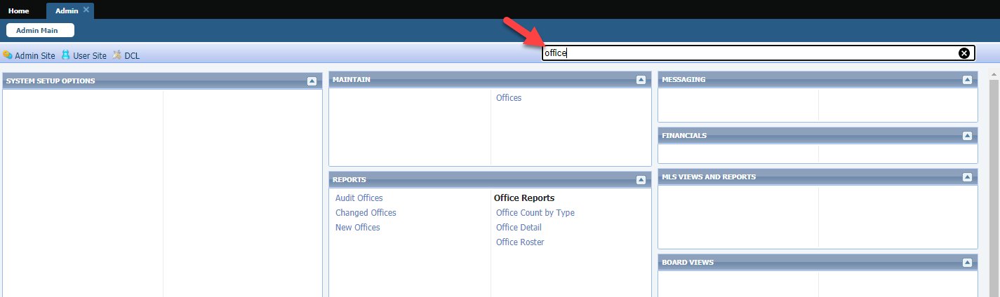 Home
Admin
Admin Main
Admin Site
User Site
DCL
office
SYSTEM SETUP OPTIONS
MAINTAIN
Offices
REPORTS
Audit Offices
Changed Offices
New Offices
Office Reports
Office Count by Type
Office Detail
Office Roster
MESSAGING
FINANCIALS
MLS VIEWS AND REPORTS
BOARD VIEWS